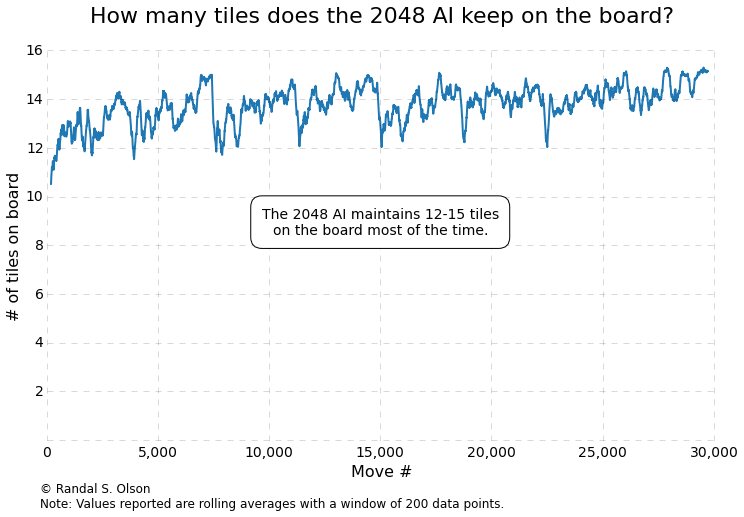 How many tiles does the 2048 AI keep on the board?
16
14
12
10
8
6
4
2
# of tiles on board
The 2048 AI maintains 12-15 tiles
on the board most of the time.
0 5,000 10,000 15,000 20,000 25,000 30,000
Move #
© Randal S. Olson
Note: Values reported are rolling averages with a window of 200 data points.